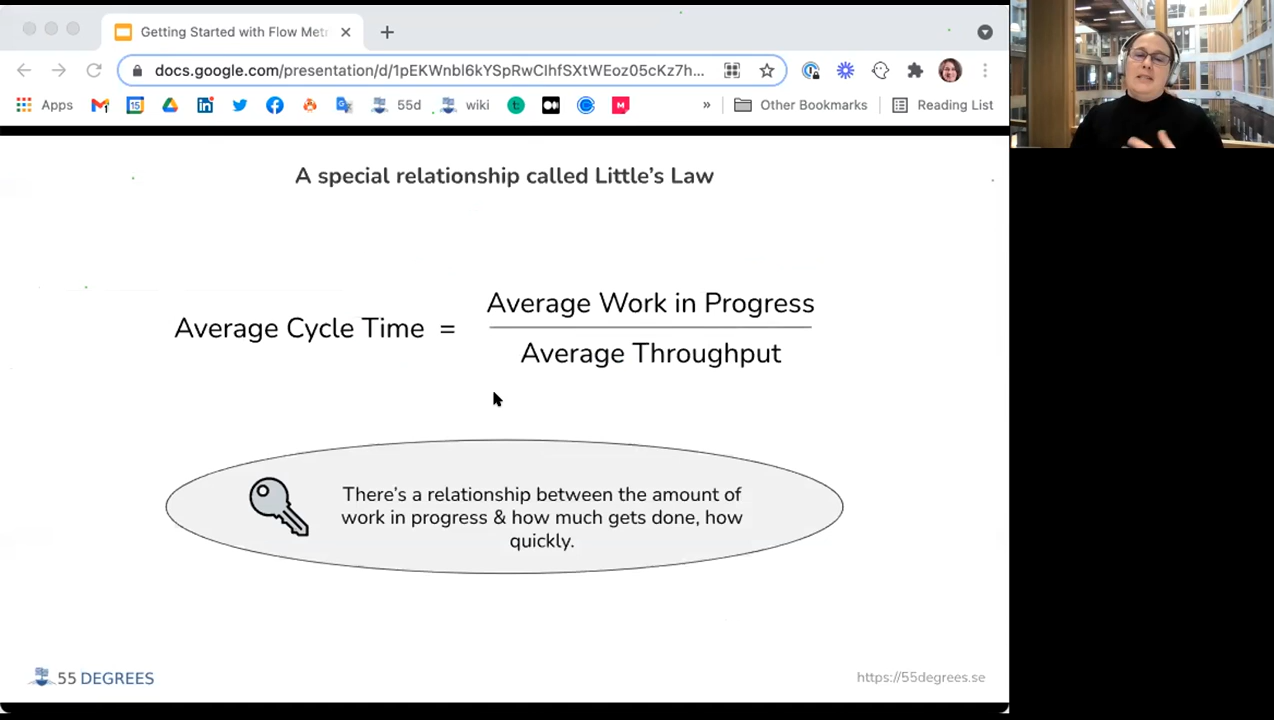 Getting Started with Flow Metr
docs.google.com/presentation/d/1pEKWnbl6kYSpRwClhfSXtWEoz05cKz7h...
Apps
15
55d
wiki
»
Other Bookmarks
Reading List
A special relationship called Little's Law
Average Cycle Time =
Average Work in Progress
Average Throughput
There's a relationship between the amount of
work in progress & how much gets done, how
quickly.
55 DEGREES
https://55degrees.se